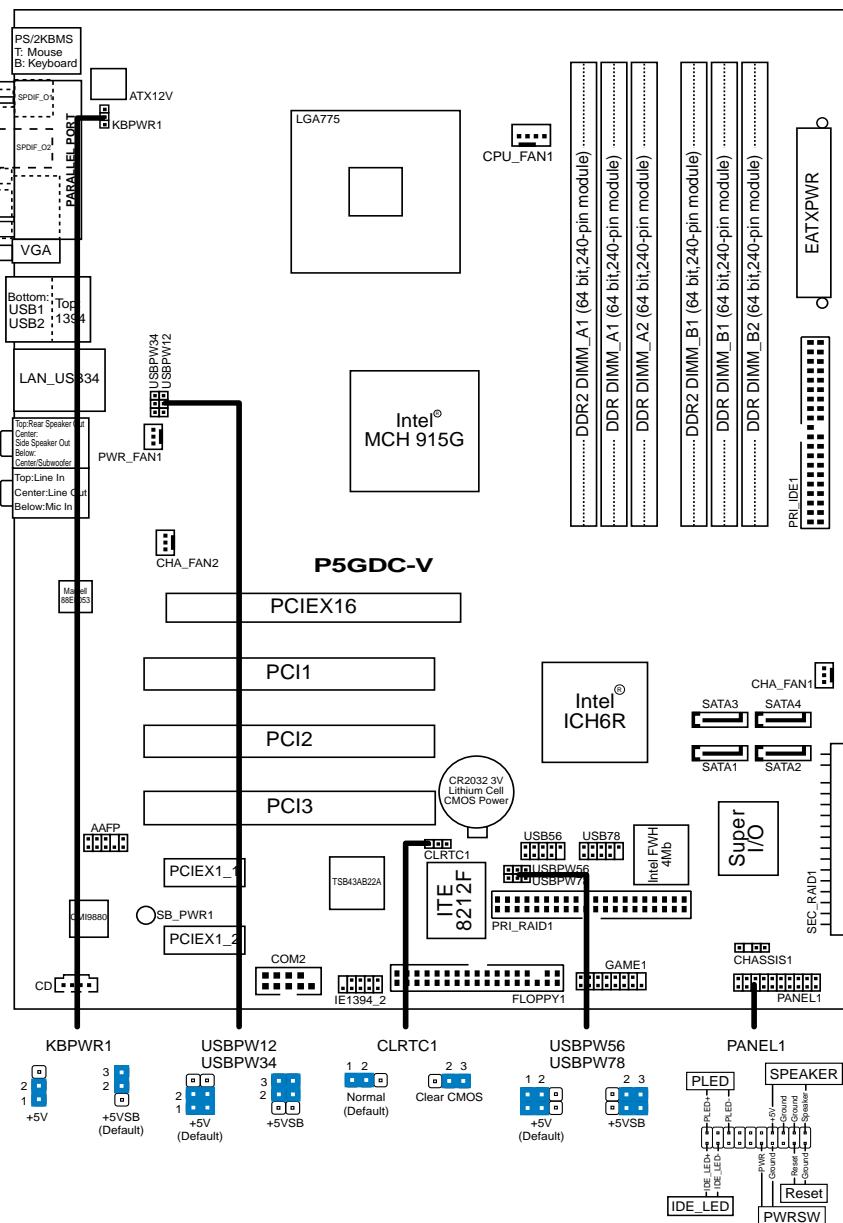 PS/2KBMS
T: Mouse
B: Keyboard
ATX12V
SPDIF_O1
KBPWR1
SPDIF_O2
PARALLEL PORT
VGA
Bottom:
USB1
USB2
Top
1394
LAN_USB34
Top:Rear Speaker Out
Center:
Side Speaker Out
Below:
Center/Subwoofer
Top:Line In
Center:Line Out
Below:Mic In
USBPW34
USBPW12
PWR_FAN1
CHA_FAN2
LGA775
CPU_FAN1
DDR2 DIMM_A1 (64 bit,240-pin module)
DDR DIMM_A1 (64 bit,240-pin module)
DDR DIMM_A2 (64 bit,240-pin module)
DDR2 DIMM_B1 (64 bit,240-pin module)
DDR DIMM_B1 (64 bit,240-pin module)
DDR DIMM_B2 (64 bit,240-pin module)
EATXPWR
PRI_IDE1
Intel®
MCH 915G
P5GDC-V
PCIEX16
PCI1
PCI2
PCI3
Intel®
ICH6R
CHA_FAN1
SATA3
SATA4
SATA1
SATA2
CR2032 3V
Lithium Cell
CMOS Power
Super
I/O
SEC_RAID1
AAFP
PCIEX1_1
PCIEX1_2
SB_PWR1
CMI9880
CD
TSB43AB22A
CLRTC1
ITE
8212F
USB56
USB78
USBPW56
USBPW78
Intel FWH
4Mb
PRI_RAID1
COM2
IE1394_2
FLOPPY1
GAME1
CHASSIS1
PANEL1
KBPWR1
2
1
+5V
3
2
+5VSB
(Default)
USBPW12
USBPW34
2
1
+5V
(Default)
3
2
+5VSB
CLRTC1
1 2
Normal
(Default)
2 3
Clear CMOS
USBPW56
USBPW78
1 2
+5V
(Default)
2 3
+5VSB
PANEL1
PLED
SPEAKER
PLED+
PLED-
+5V
Ground
Ground
Speaker
IDE_LED+
IDE_LED-
PWR
Ground
Reset
Ground
IDE_LED
Reset
PWRSW